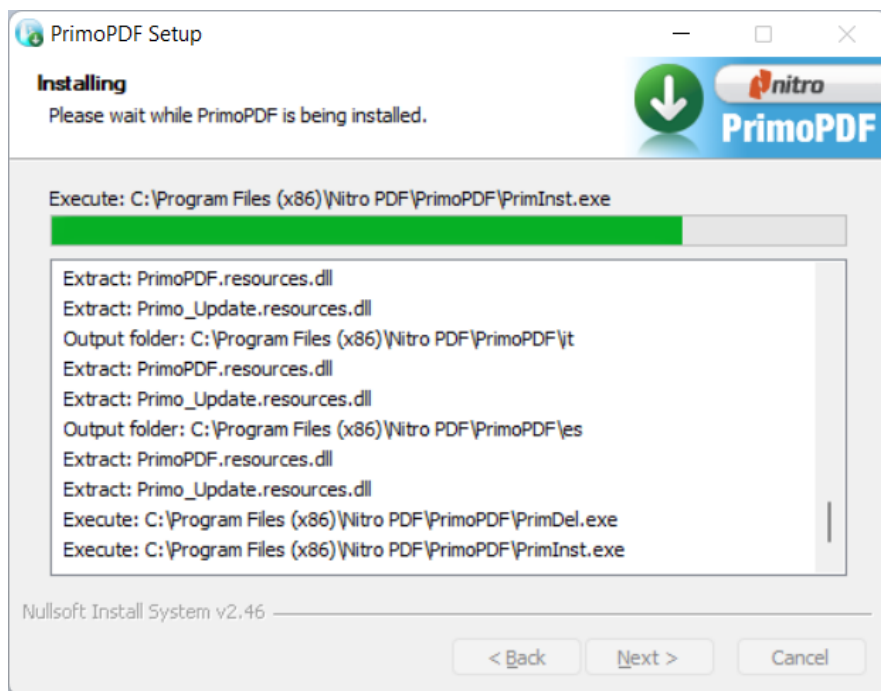 PrimoPDF Setup
Installing
Please wait while PrimoPDF is being installed.
nitro
PrimoPDF
Execute: C:\Program Files (x86)\Nitro PDF\PrimoPDF\PrimInst.exe
Extract: PrimoPDF.resources.dll
Extract: Primo_Update.resources.dll
Output folder: C:\Program Files (x86)\Nitro PDF\PrimoPDF\it
Extract: PrimoPDF.resources.dll
Extract: Primo_Update.resources.dll
Output folder: C:\Program Files (x86)\Nitro PDF\PrimoPDF\es
Extract: PrimoPDF.resources.dll
Extract: Primo_Update.resources.dll
Execute: C:\Program Files (x86)\Nitro PDF\PrimoPDF\PrimDel.exe
Execute: C:\Program Files (x86)\Nitro PDF\PrimoPDF\PrimInst.exe
Nullsoft Install System v2.46
< Back
Next >
Cancel